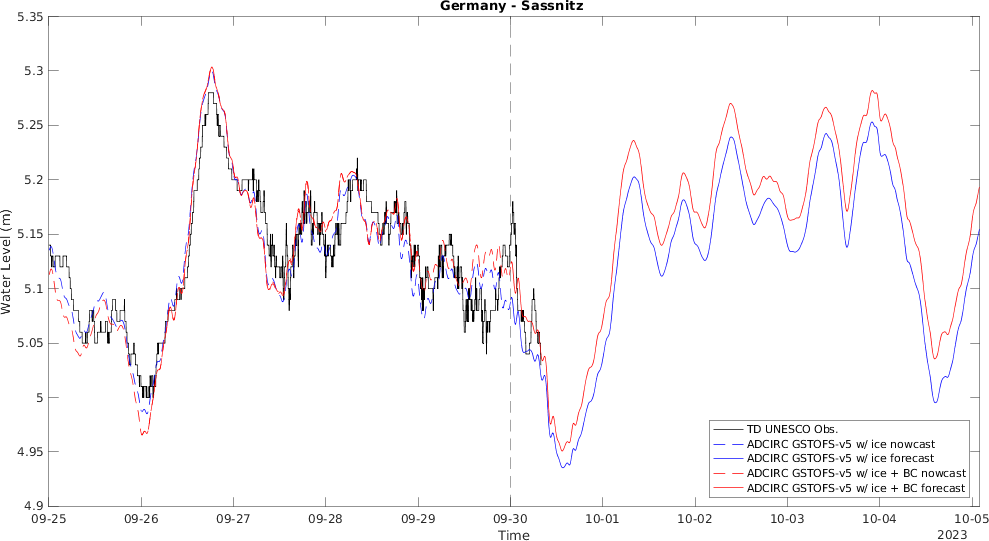 Germany - Sassnitz
5.35
5.3
5.25
5.2
5.15
5.1
5.05
5
4.95
4.9
Water Level (m)
TD UNESCO Obs.
ADCIRC GSTOFS-v5 w/ ice nowcast
ADCIRC GSTOFS-v5 w/ ice forecast
ADCIRC GSTOFS-v5 w/ ice + BC nowcast
ADCIRC GSTOFS-v5 w/ ice + BC forecast
09-25 09-26 09-27 09-28 09-29 09-30 10-01 10-02 10-03 10-04 10-05
Time
2023